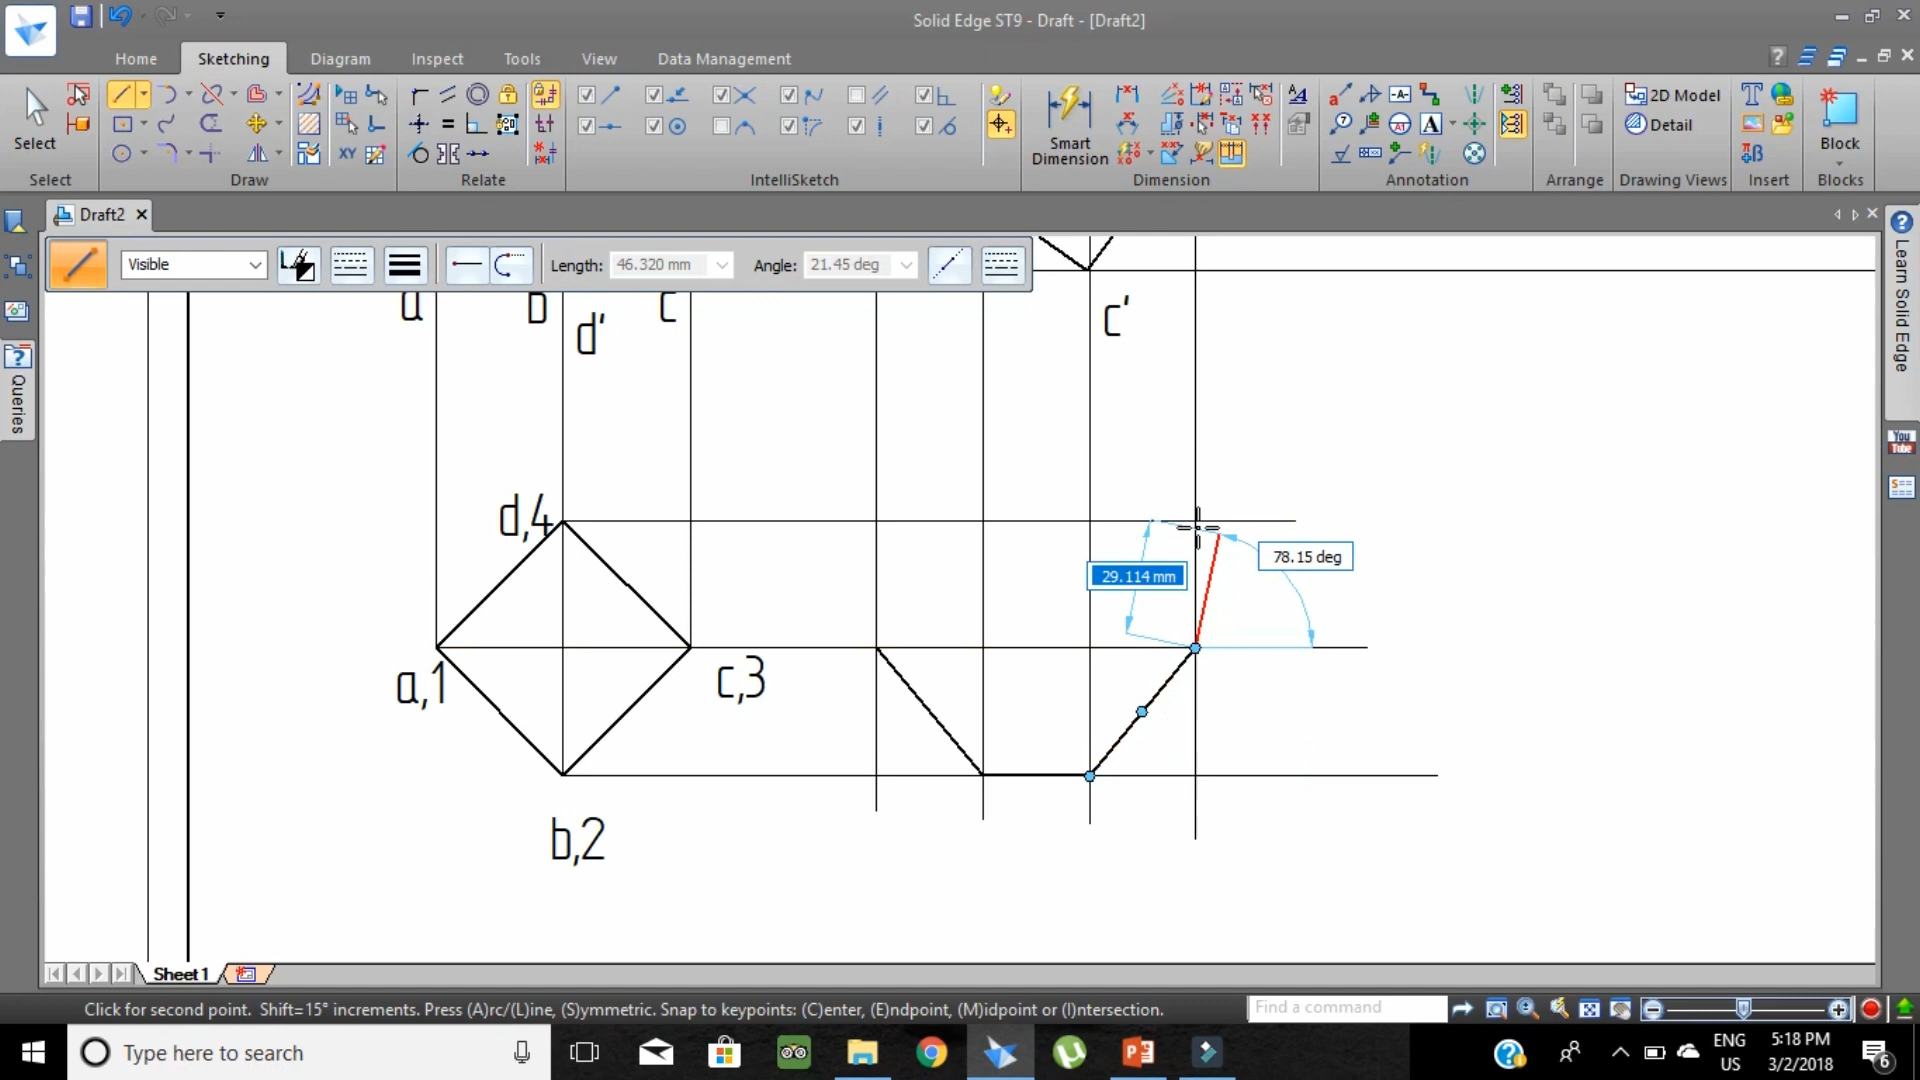 Solid Edge ST9 - Draft - [Draft2]
Home
Sketching
Diagram
Inspect
Tools
View
Data Management
Select
Smart
Dimension
2D Model
Detail
Block
Select
Draw
Relate
IntelliSketch
Dimension
Annotation
Arrange
Drawing Views
Insert
Blocks
Draft2
Visible
Length:
46.320 mm
Angle:
21.45 deg
Learn Solid Edge
Queries
d'
c'
d,4
78.15 deg
29.114 mm
a,1
c,3
b,2
Sheet1
Click for second point. Shift=15° increments. Press (A)rc/(L)ine, (S)ymmetric. Snap to keypoints: (C)enter, (E)ndpoint, (M)idpoint or (I)ntersection.
Find a command
Type here to search
ENG
US
5:18 PM
3/2/2018
6